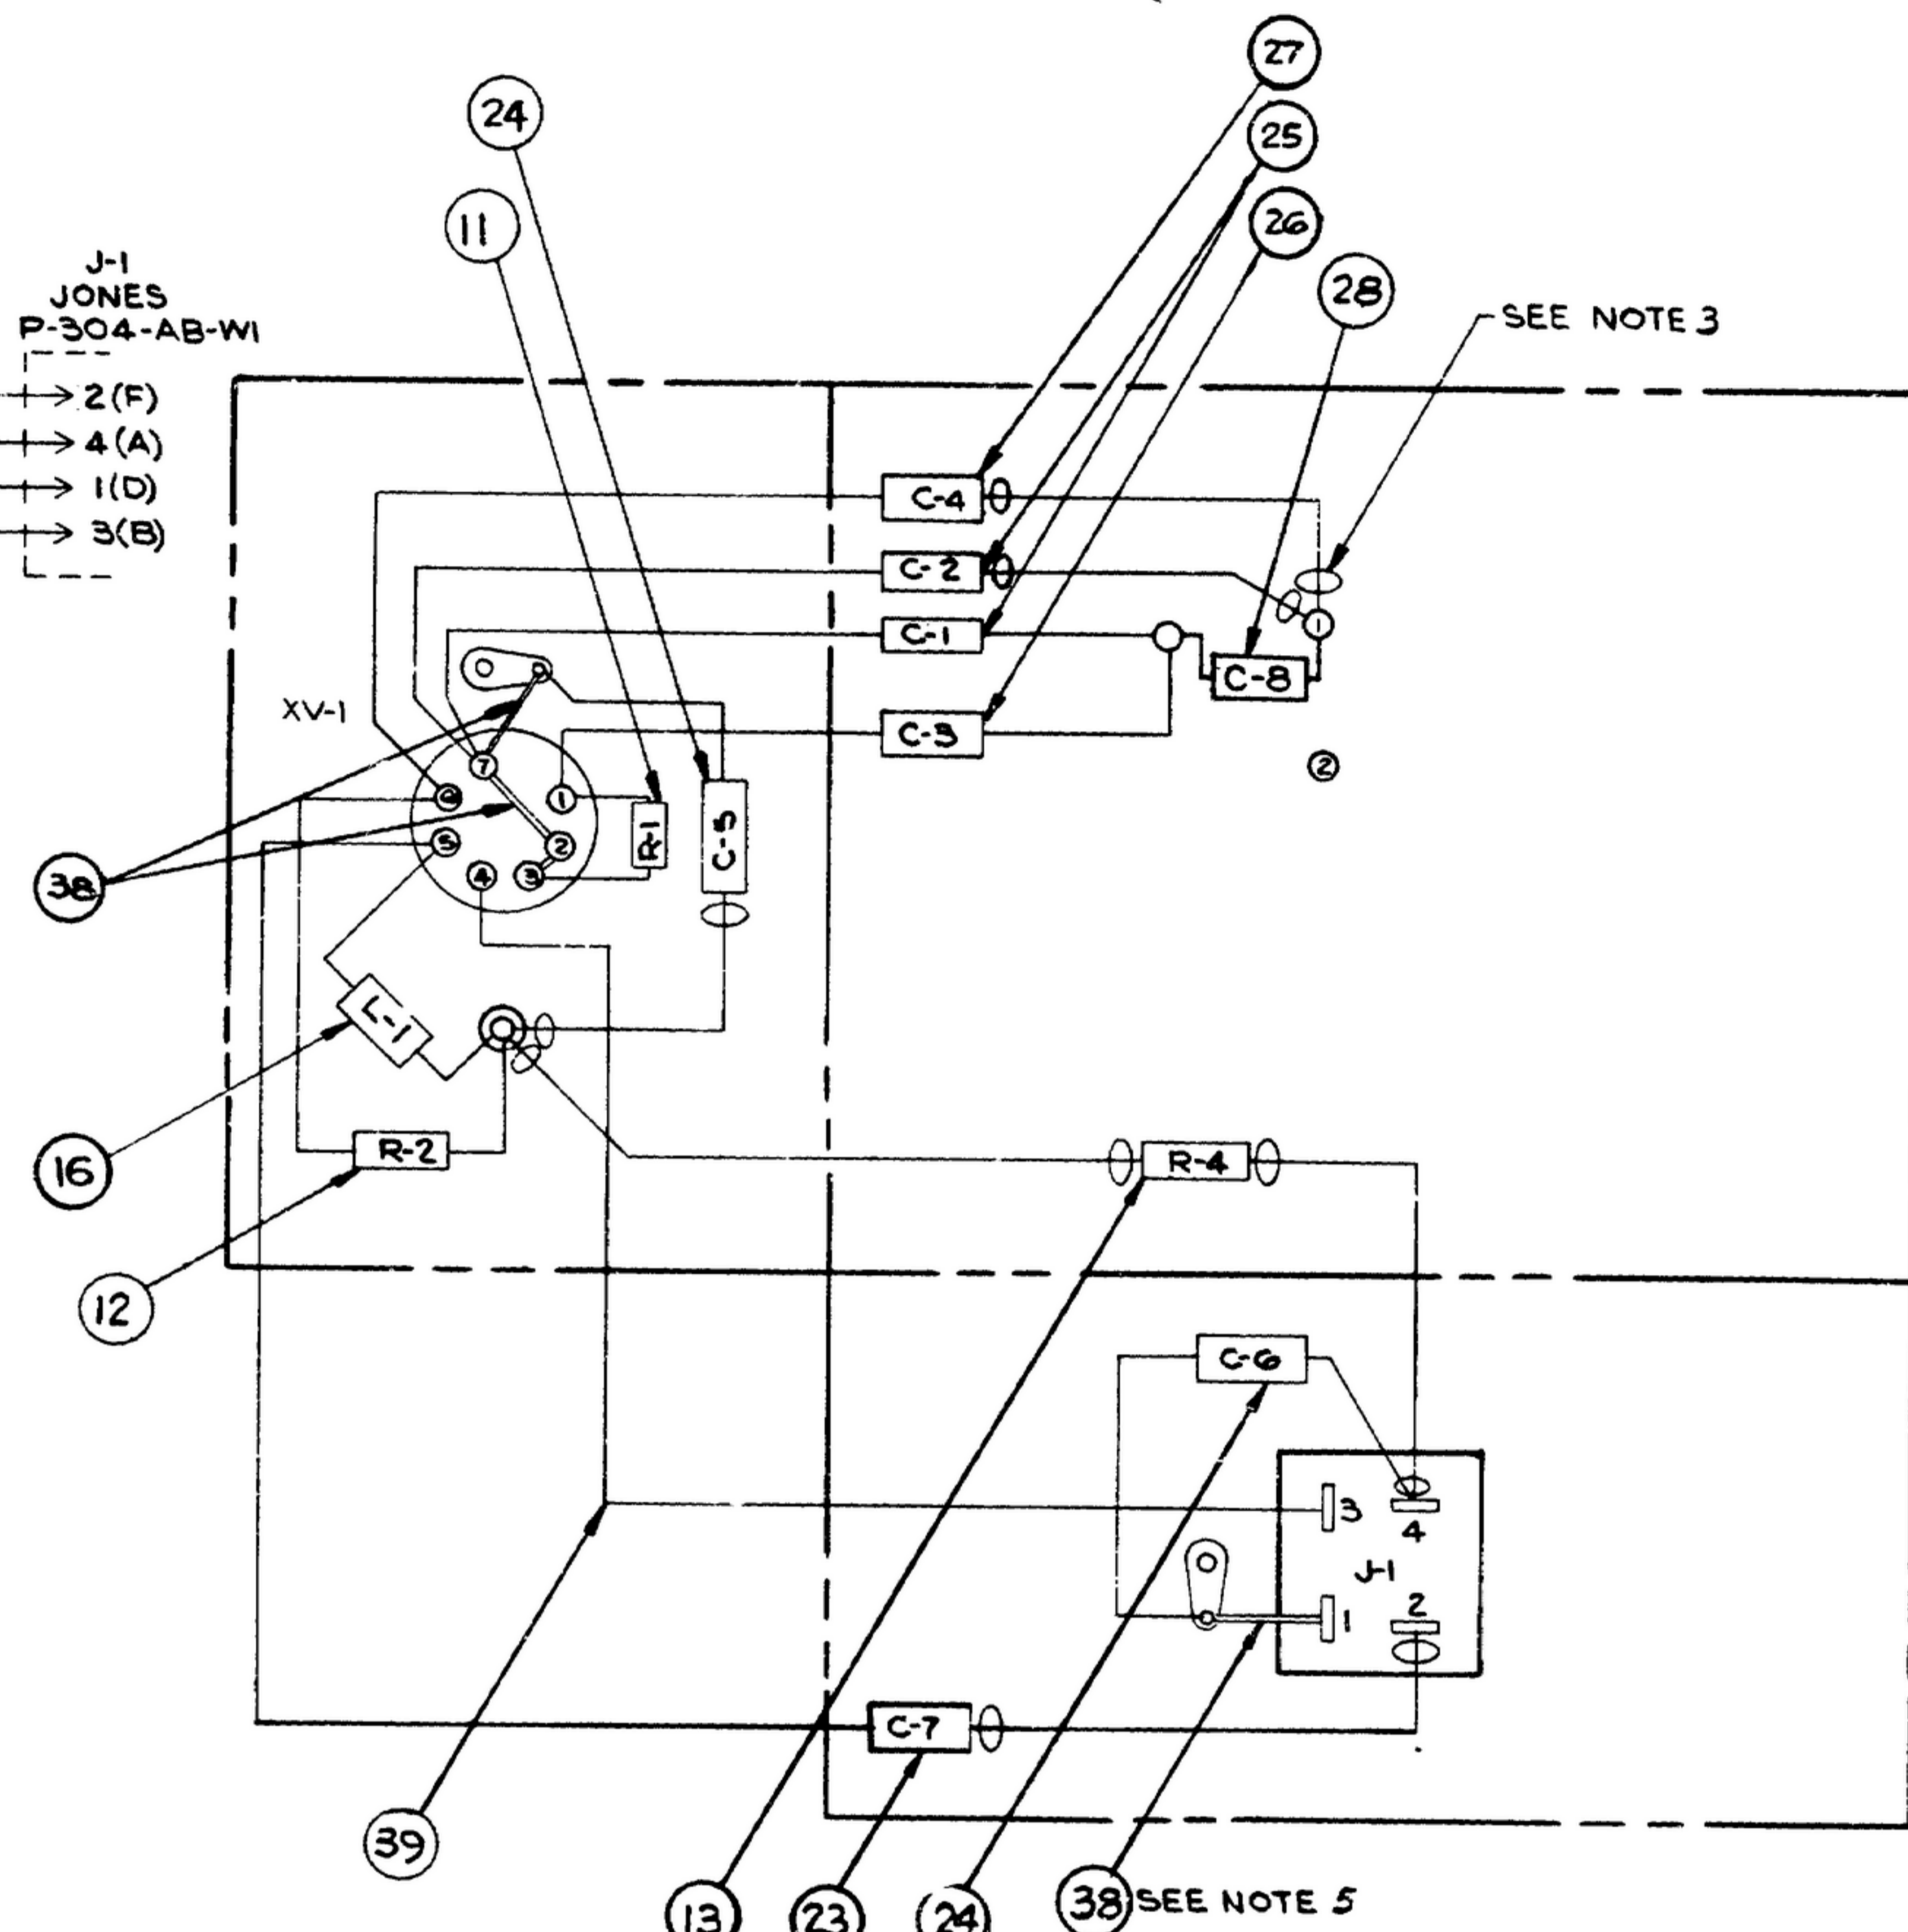 27
24
25
11
26
28
J-1
JONES
P-304-AB-W1
SEE NOTE 3
2(F)
4(A)
1(D)
3(B)
C-4
C-2
C-1
1
C-8
XV-1
C-3
7
2
6
1
5
2
R-1
C-5
4
3
38
L-1
R-2
R-4
16
12
C-6
3
4
J-1
2
1
C-7
39
13
23
24
38 SEE NOTE 5